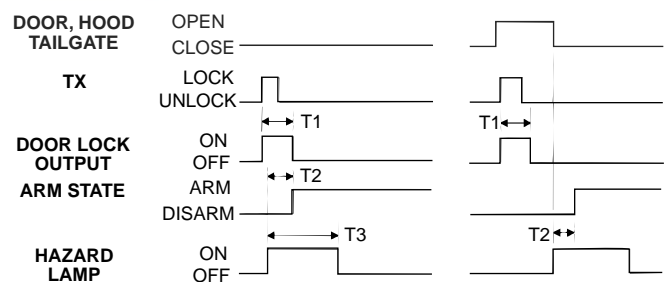 DOOR, HOOD
TAILGATE
OPEN
CLOSE
TX
LOCK
UNLOCK
T1
T1
DOOR LOCK
OUTPUT
ON
OFF
T2
ARM STATE
ARM
DISARM
T2
T3
HAZARD
LAMP
ON
OFF